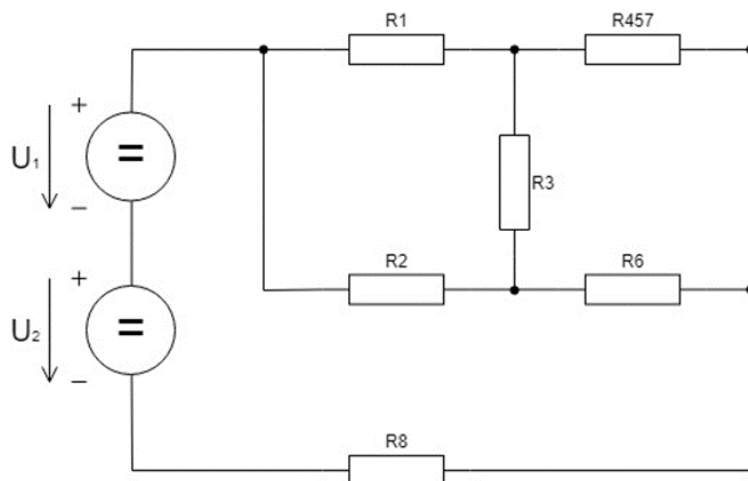 R1
R457
+
U₁
=
−
R3
+
R2
R6
U₂
=
−
R8